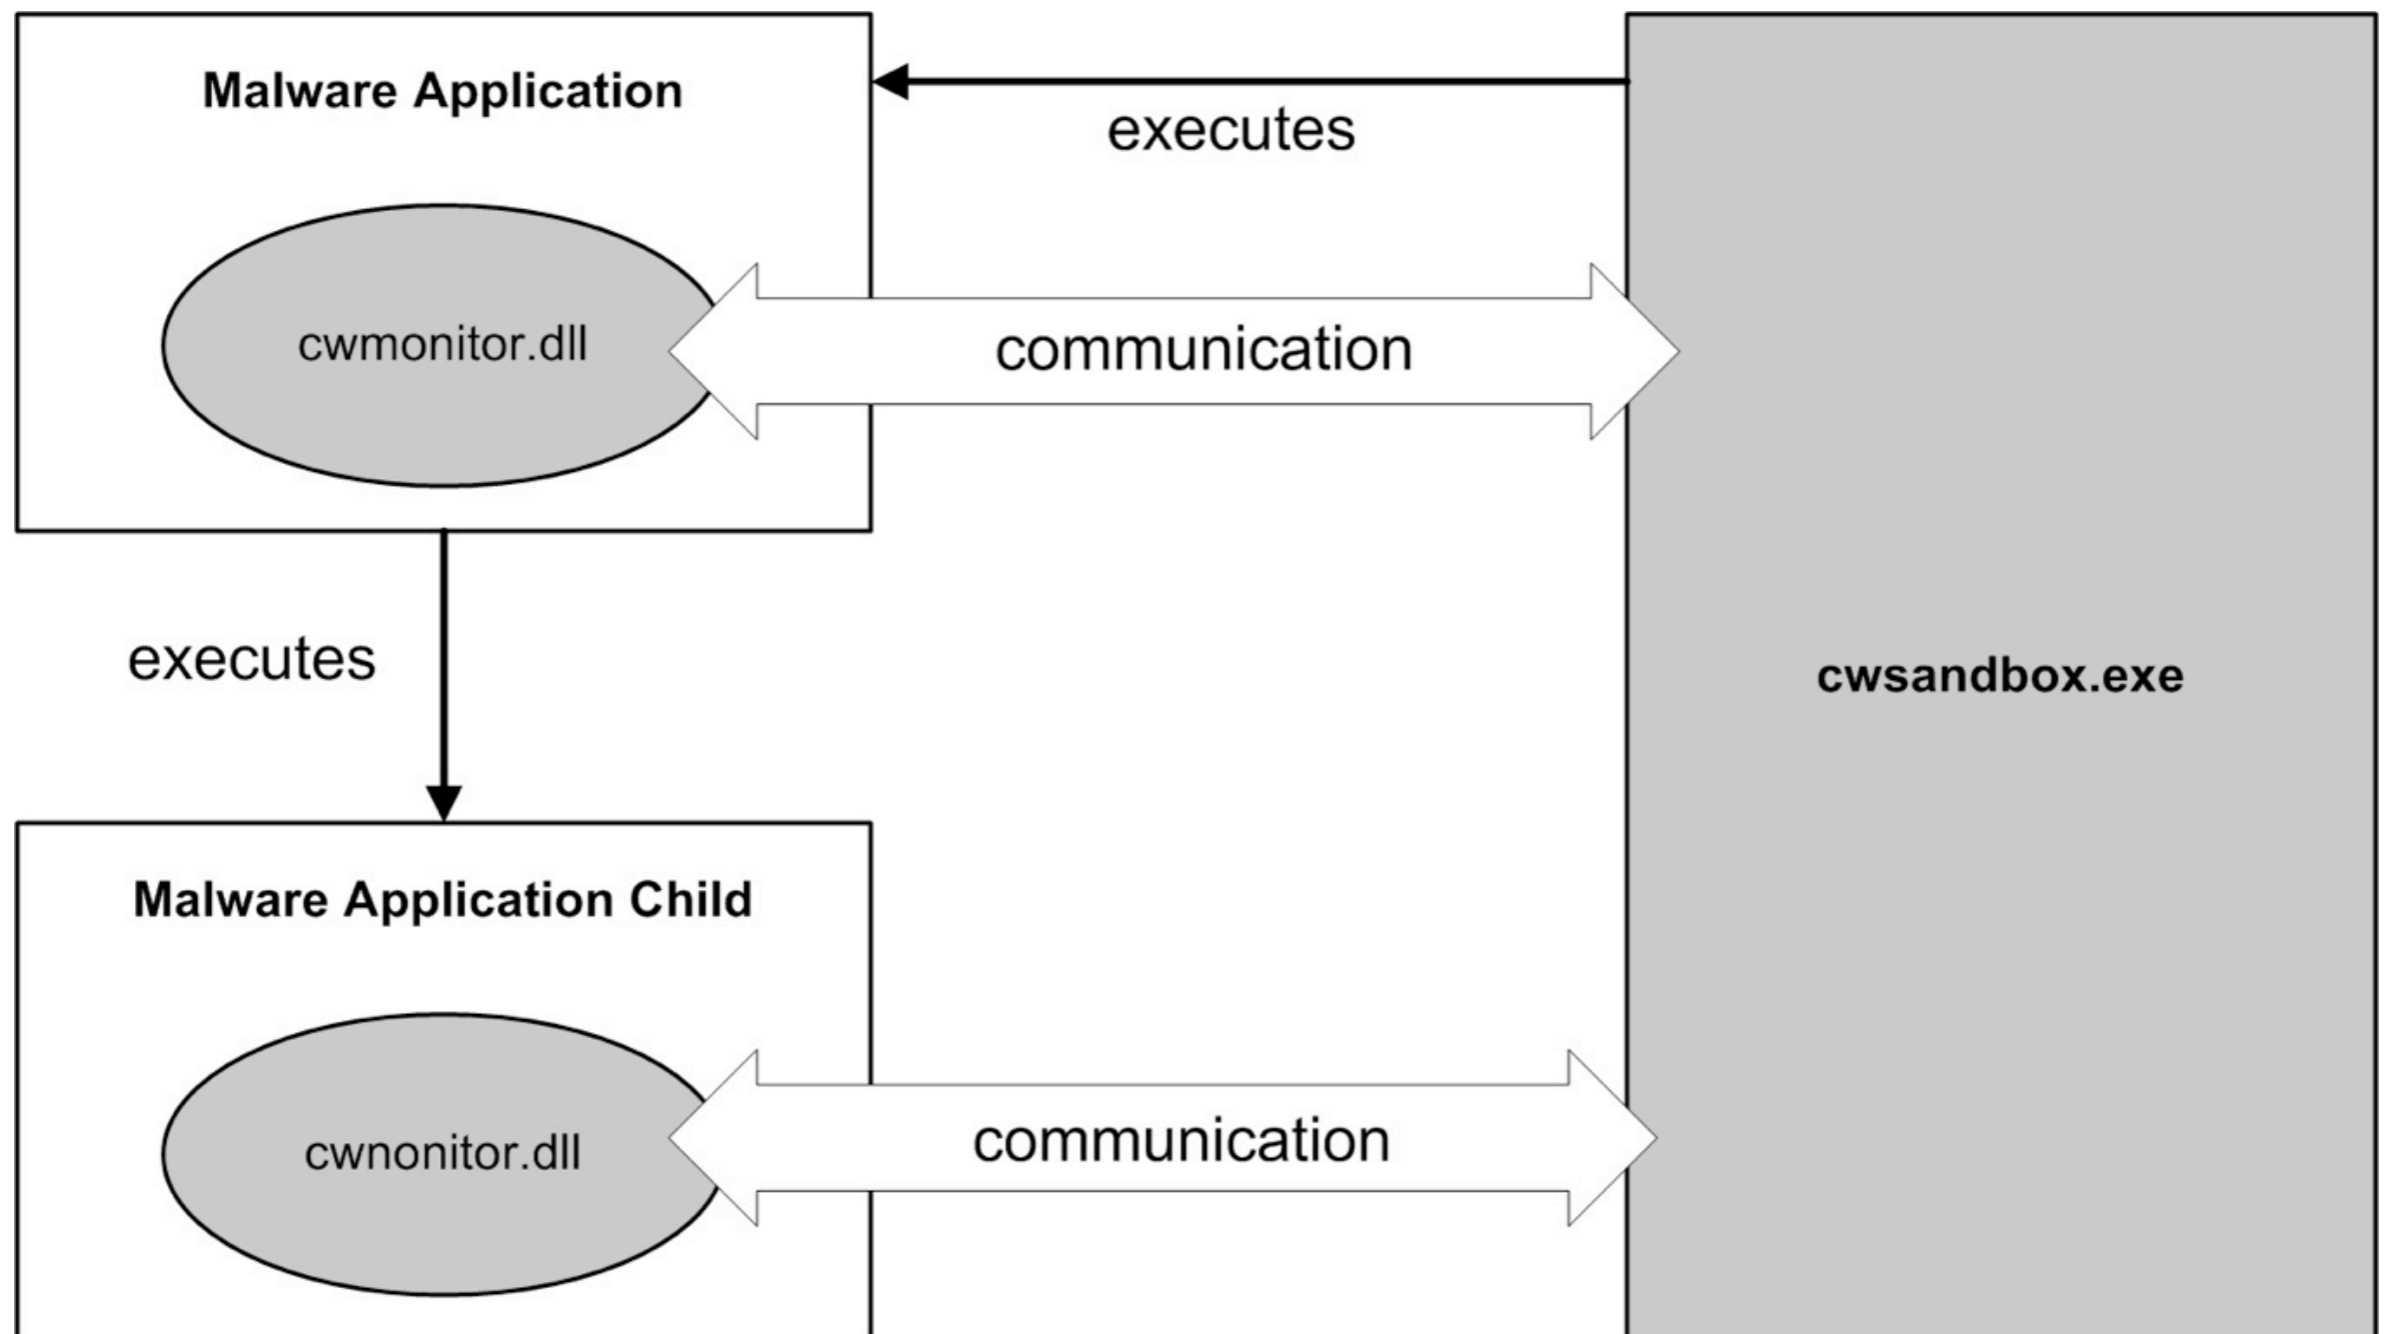 Malware Application
executes
cwmonitor.dll
communication
executes
cwsandbox.exe
Malware Application Child
cwnonitor.dll
communication